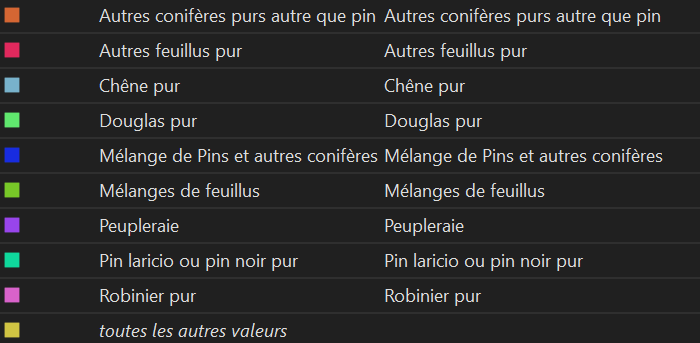 Autres conifères purs autre que pin Autres conifères purs autre que pin
Autres feuillus pur Autres feuillus pur
Chêne pur Chêne pur
Douglas pur Douglas pur
Mélange de Pins et autres conifères Mélange de Pins et autres conifères
Mélanges de feuillus Mélanges de feuillus
Peupleraie Peupleraie
Pin laricio ou pin noir pur Pin laricio ou pin noir pur
Robinier pur Robinier pur
toutes les autres valeurs